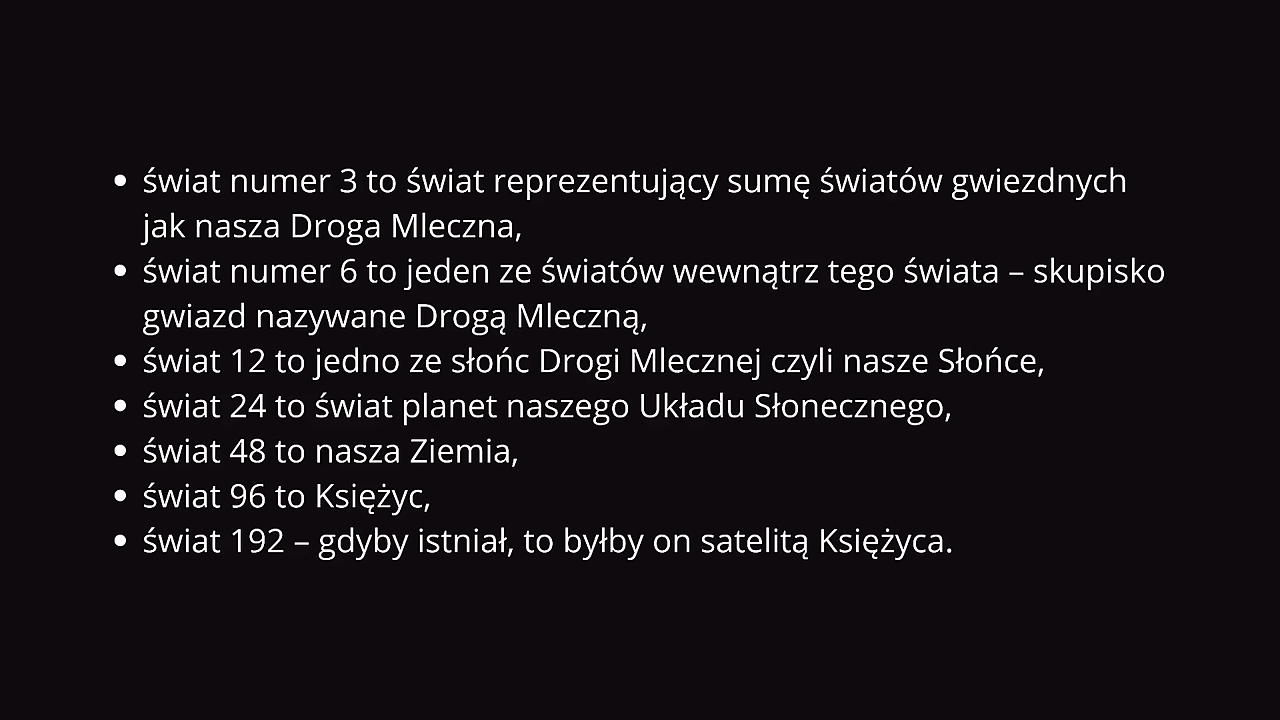 • świat numer 3 to świat reprezentujący sumę światów gwiezdnych
jak nasza Droga Mleczna,
• świat numer 6 to jeden ze światów wewnątrz tego świata – skupisko
gwiazd nazywane Drogą Mleczną,
• świat 12 to jedno ze słońc Drogi Mlecznej czyli nasze Słońce,
• świat 24 to świat planet naszego Układu Słonecznego,
• świat 48 to nasza Ziemia,
• świat 96 to Księżyc,
• świat 192 – gdyby istniał, to byłby on satelitą Księżyca.